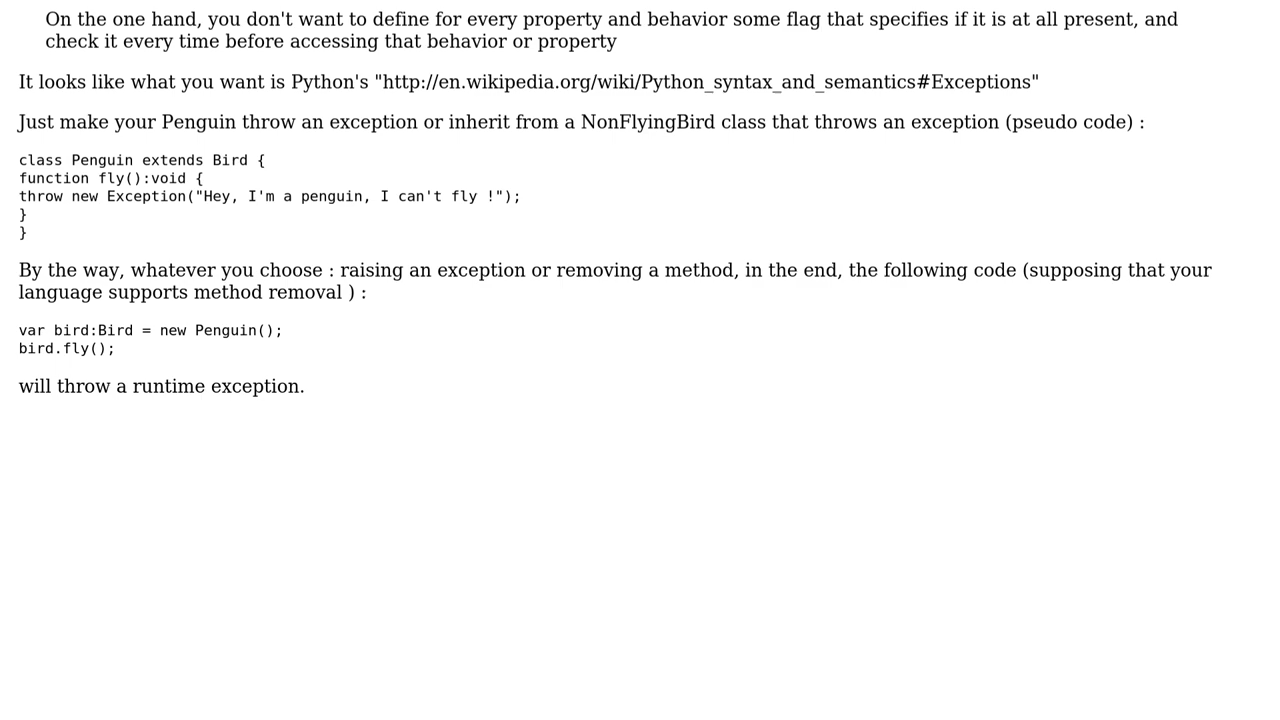 On the one hand, you don't want to define for every property and behavior some flag that specifies if it is at all present, and
check it every time before accessing that behavior or property
It looks like what you want is Python's "http://en.wikipedia.org/wiki/Python_syntax_and_semantics#Exceptions"
Just make your Penguin throw an exception or inherit from a NonFlyingBird class that throws an exception (pseudo code) :
class Penguin extends Bird {
function fly():void {
throw new Exception("Hey, I'm a penguin, I can't fly !");
}
}
By the way, whatever you choose : raising an exception or removing a method, in the end, the following code (supposing that your
language supports method removal ) :
var bird:Bird = new Penguin();
bird.fly();
will throw a runtime exception.